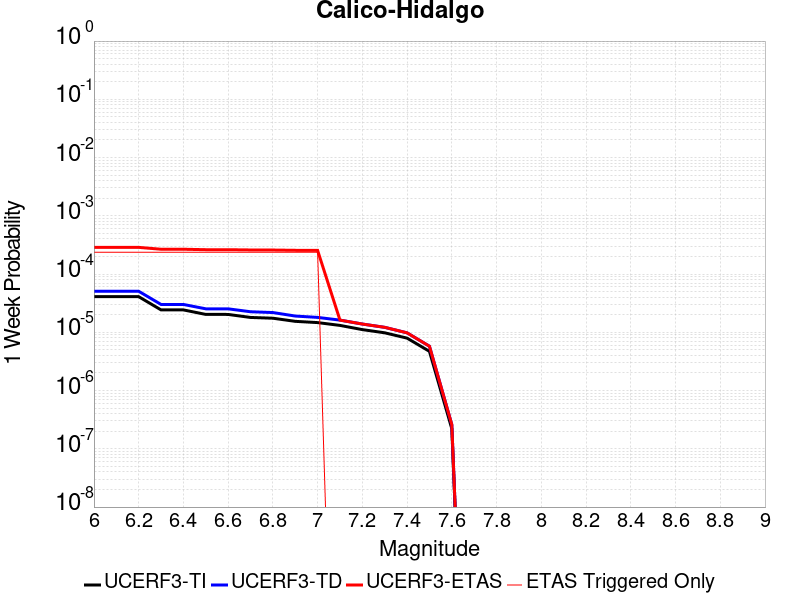 Calico-Hidalgo
10^0
10^-1
10^-2
10^-3
10^-4
10^-5
10^-6
10^-7
10^-8
1 Week Probability
6 6.2 6.4 6.6 6.8 7 7.2 7.4 7.6 7.8 8 8.2 8.4 8.6 8.8 9
Magnitude
UCERF3-TI UCERF3-TD UCERF3-ETAS ETAS Triggered Only